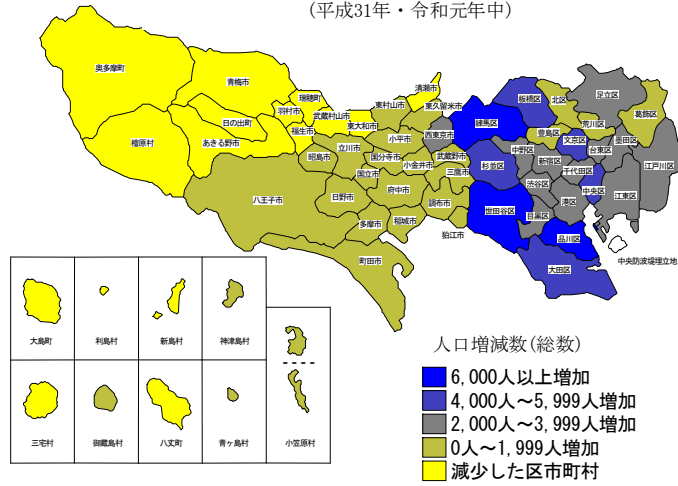 (平成31年・令和元年中)
奥多摩町
青梅市
瑞穂町
清瀬市
板橋区
北区
足立区
羽村市
武蔵村山市
東村山市
東久留米市
練馬区
荒川区
葛飾区
日の出町
福生市
東大和市
小平市
西東京市
豊島区
文京区
墨田区
檜原村
あきる野市
昭島市
立川市
国分寺市
小金井市
武蔵野市
杉並区
中野区
新宿区
台東区
千代田区
江戸川区
国立市
三鷹市
渋谷区
中央区
八王子市
日野市
府中市
調布市
世田谷区
目黒区
港区
江東区
多摩市
稲城市
狛江市
品川区
町田市
大田区
中央防波堤埋立地
大島町
利島村
新島村
神津島村
三宅村
御蔵島村
八丈町
青ヶ島村
小笠原村
人口増減数(総数)
6,000人以上増加
4,000人～5,999人増加
2,000人～3,999人増加
0人～1,999人増加
減少した区市町村